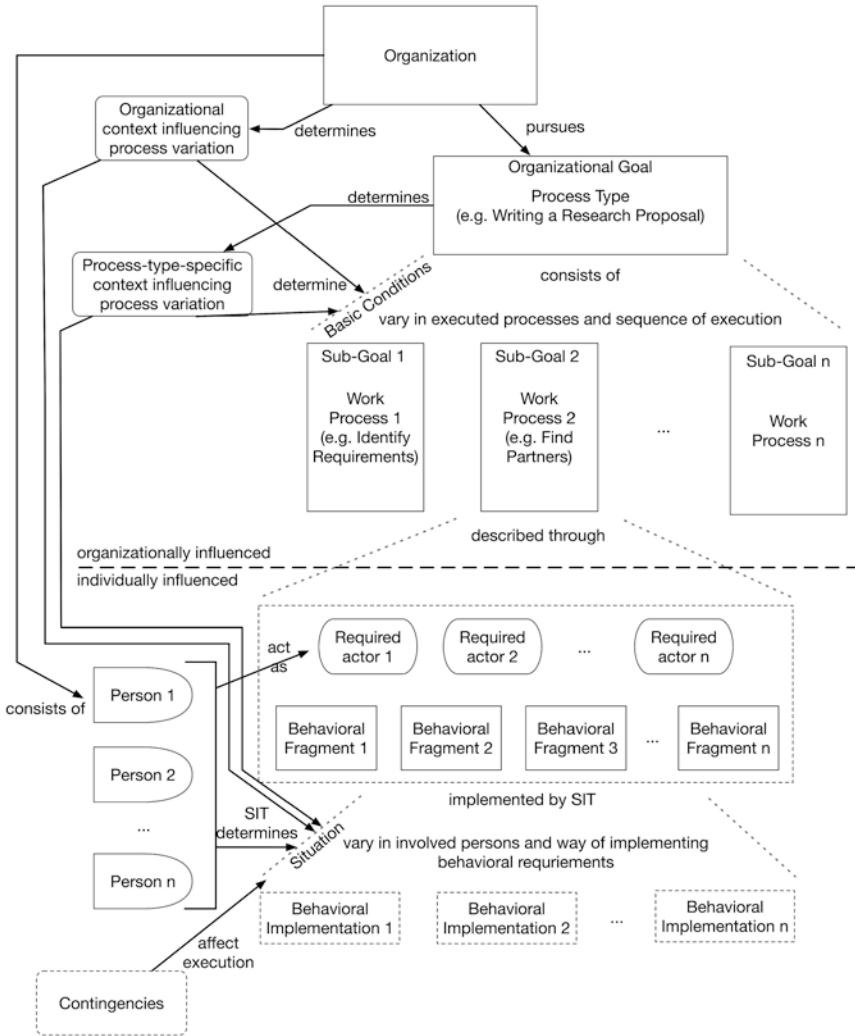 Organization
Organizational
context influencing
process variation
determines
pursues
Organizational Goal
Process Type
(e.g. Writing a Research Proposal)
determines
Process-type-specific
context influencing
process variation
determine
Basic Conditions
consists of
vary in executed processes and sequence of execution
Sub-Goal 1
Work
Process 1
(e.g. Identify
Requirements)
Sub-Goal 2
Work
Process 2
(e.g. Find
Partners)
...
Sub-Goal n
Work
Process n
described through
organizationally influenced
individually influenced
act
as
Required
actor 1
Required
actor 2
...
Required
actor n
consists of
Person 1
Person 2
...
Person n
Behavioral
Fragment 1
Behavioral
Fragment 2
Behavioral
Fragment 3
...
Behavioral
Fragment n
implemented by SIT
SIT
determines
Situation
vary in involved persons and way of implementing
behavioral requriements
Behavioral
Implementation 1
Behavioral
Implementation 2
...
Behavioral
Implementation n
affect
execution
Contingencies